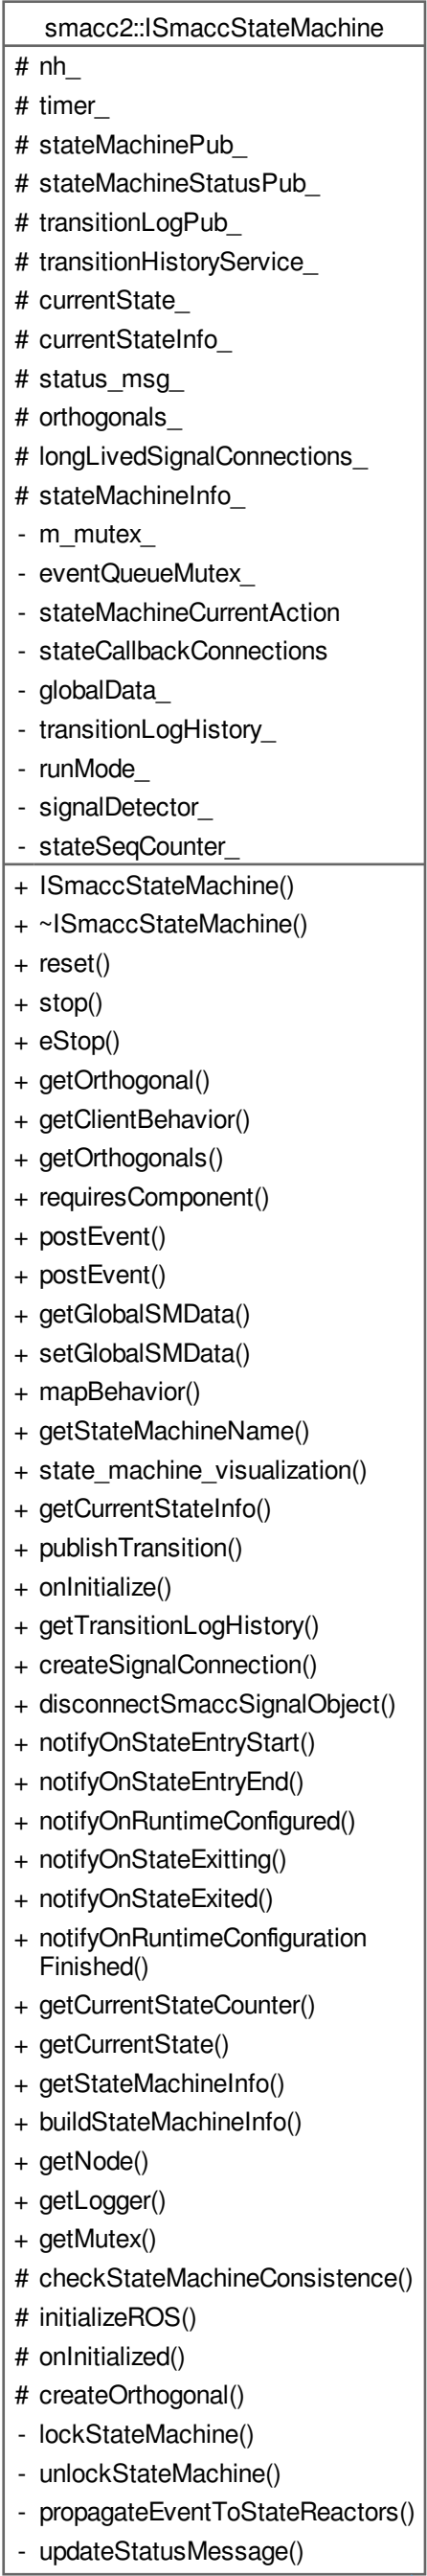 smacc2::ISmaccStateMachine
# nh_
# timer_
# stateMachinePub_
# stateMachineStatusPub_
# transitionLogPub_
# transitionHistoryService_
# currentState_
# currentStateInfo_
# status_msg_
# orthogonals_
# longLivedSignalConnections_
# stateMachineInfo_
- m_mutex_
- eventQueueMutex_
- stateMachineCurrentAction
- stateCallbackConnections
- globalData_
- transitionLogHistory_
- runMode_
- signalDetector_
- stateSeqCounter_
+ ISmaccStateMachine()
+ ~ISmaccStateMachine()
+ reset()
+ stop()
+ eStop()
+ getOrthogonal()
+ getClientBehavior()
+ getOrthogonals()
+ requiresComponent()
+ postEvent()
+ postEvent()
+ getGlobalSMData()
+ setGlobalSMData()
+ mapBehavior()
+ getStateMachineName()
+ state_machine_visualization()
+ getCurrentStateInfo()
+ publishTransition()
+ onInitialize()
+ getTransitionLogHistory()
+ createSignalConnection()
+ disconnectSmaccSignalObject()
+ notifyOnStateEntryStart()
+ notifyOnStateEntryEnd()
+ notifyOnRuntimeConfigured()
+ notifyOnStateExitting()
+ notifyOnStateExited()
+ notifyOnRuntimeConfiguration
Finished()
+ getCurrentStateCounter()
+ getCurrentState()
+ getStateMachineInfo()
+ buildStateMachineInfo()
+ getNode()
+ getLogger()
+ getMutex()
# checkStateMachineConsistence()
# initializeROS()
# onInitialized()
# createOrthogonal()
- lockStateMachine()
- unlockStateMachine()
- propagateEventToStateReactors()
- updateStatusMessage()